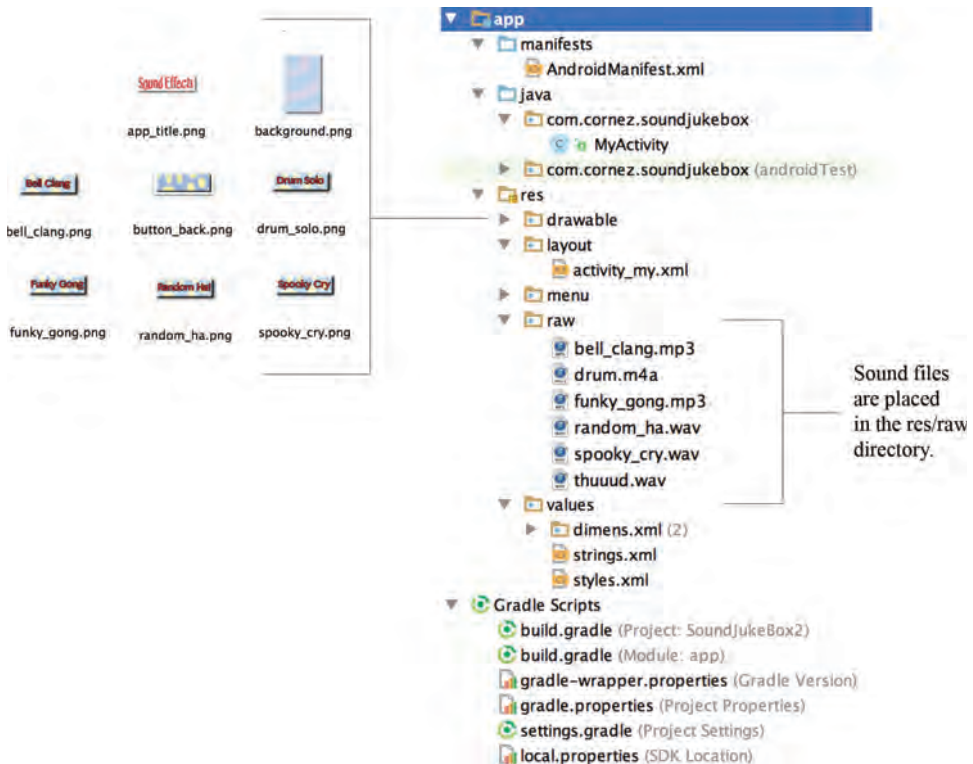 Sound Effects
app_title.png
background.png
Bell Clang
Drum Solo
bell_clang.png
button_back.png
drum_solo.png
Funky Gong
Random Ha!
Spooky Cry
funky_gong.png
random_ha.png
spooky_cry.png
app
manifests
AndroidManifest.xml
java
com.cornez.soundjukebox
MyActivity
com.cornez.soundjukebox (androidTest)
res
drawable
layout
activity_my.xml
menu
raw
bell_clang.mp3
drum.m4a
funky_gong.mp3
random_ha.wav
spooky_cry.wav
thuuud.wav
values
dimens.xml (2)
strings.xml
styles.xml
Gradle Scripts
build.gradle (Project: SoundJukeBox2)
build.gradle (Module: app)
gradle-wrapper.properties (Gradle Version)
gradle.properties (Project Properties)
settings.gradle (Project Settings)
local.properties (SDK Location)
Sound files
are placed
in the res/raw
directory.